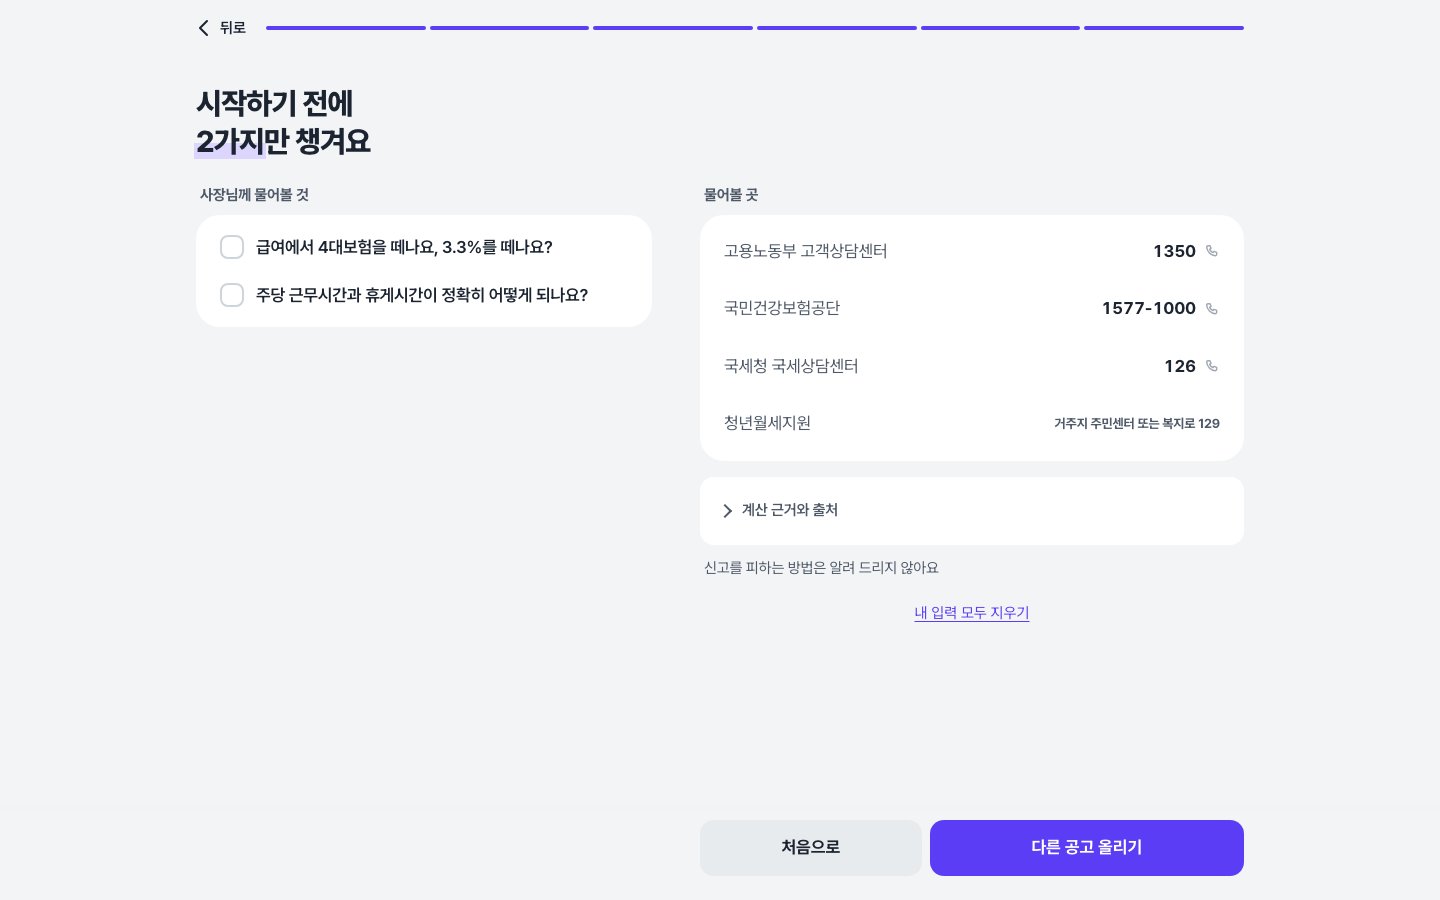 뒤로
시작하기 전에
2가지만 챙겨요
사장님께 물어볼 것
급여에서 4대보험을 떼나요, 3.3%를 떼나요?
주당 근무시간과 휴게시간이 정확히 어떻게 되나요?
물어볼 곳
고용노동부 고객상담센터 1350
국민건강보험공단 1577-1000
국세청 국세상담센터 126
청년월세지원 거주지 주민센터 또는 복지로 129
계산 근거와 출처
신고를 피하는 방법은 알려 드리지 않아요
내 입력 모두 지우기
처음으로
다른 공고 올리기